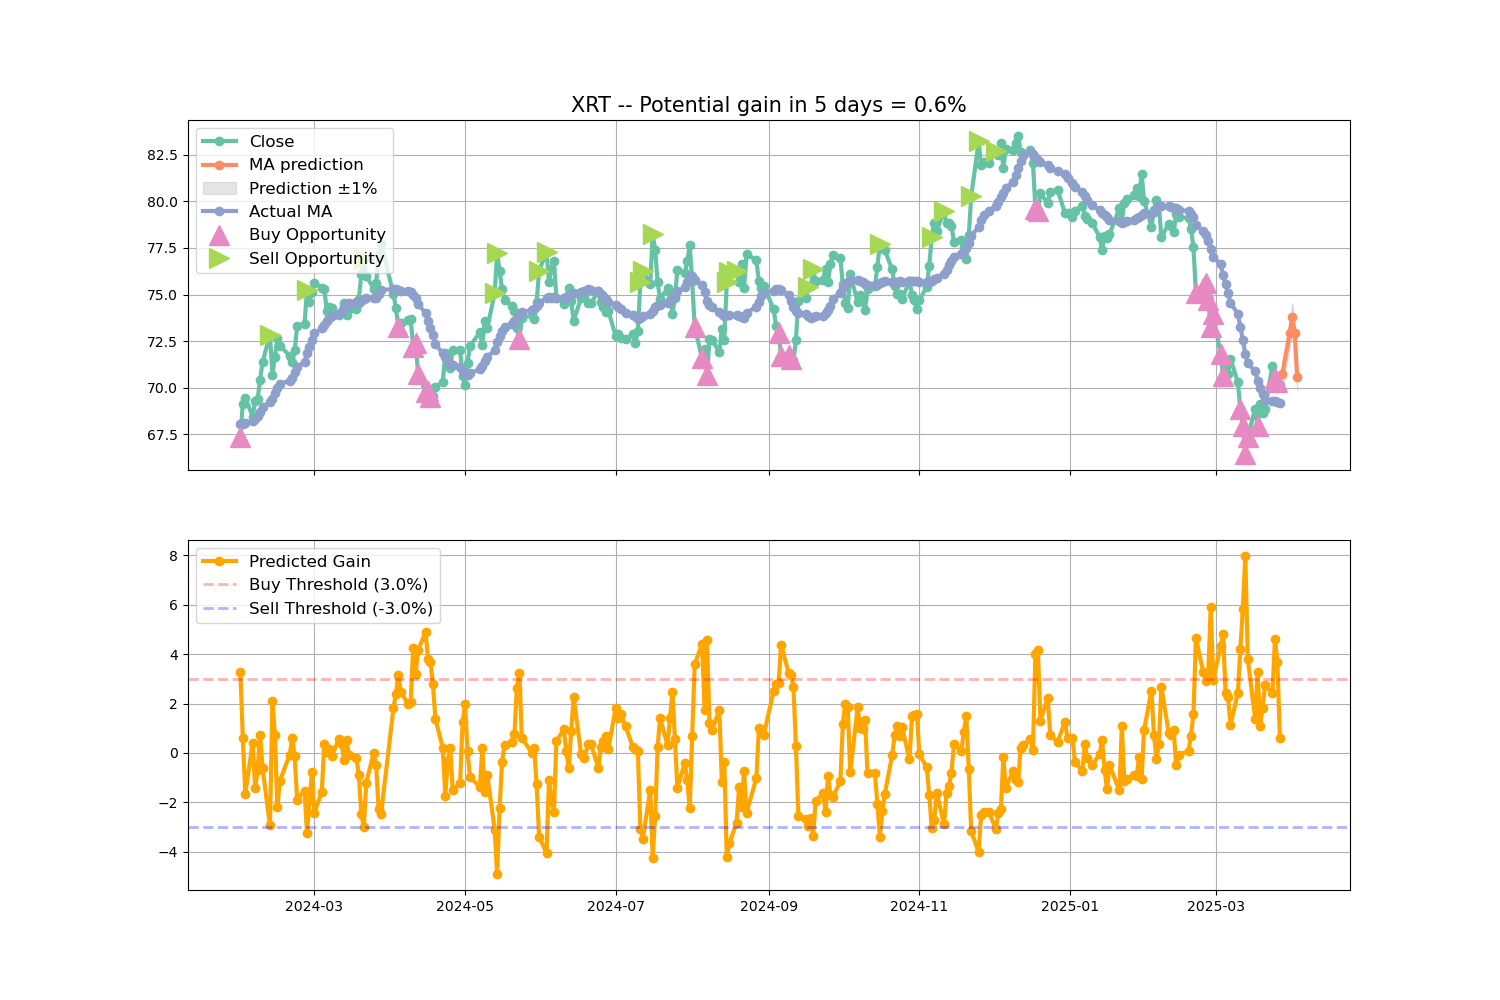 XRT -- Potential gain in 5 days = 0.6%
Close
MA prediction
Prediction ±1%
Actual MA
Buy Opportunity
Sell Opportunity
82.5
80.0
77.5
75.0
72.5
70.0
67.5
Predicted Gain
Buy Threshold (3.0%)
Sell Threshold (-3.0%)
8
6
4
2
0
−2
−4
2024-03
2024-05
2024-07
2024-09
2024-11
2025-01
2025-03